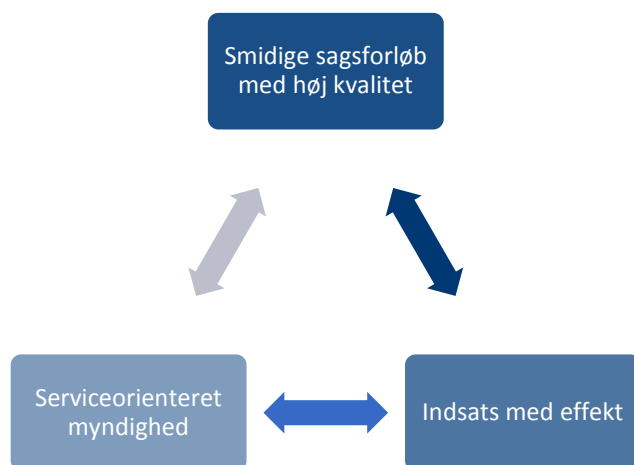 Smidige sagsforløb
med høj kvalitet
Serviceorienteret
myndighed
Indsats med effekt